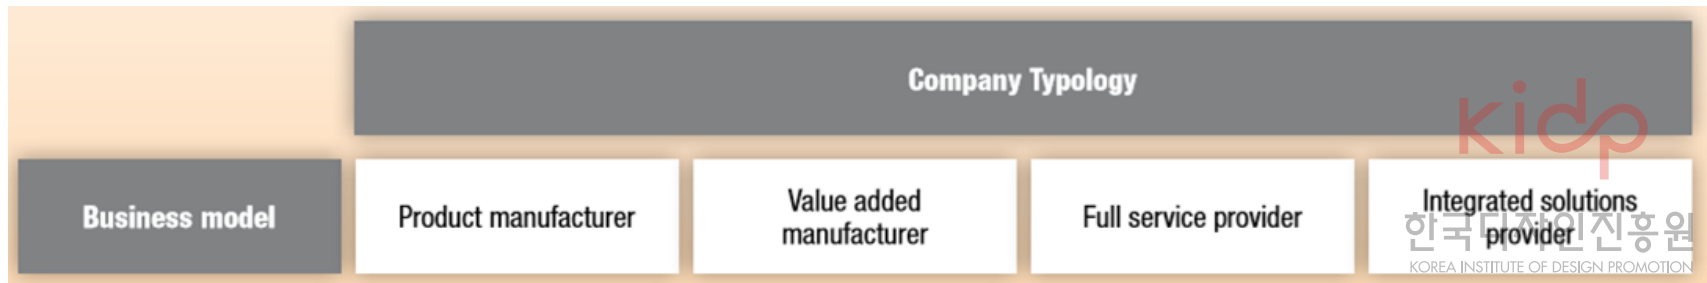 Company Typology
kidp
Business model
Product manufacturer
Value added
manufacturer
Full service provider
Integrated solutions
provider
한국디자인진흥원
KOREA INSTITUTE OF DESIGN PROMOTION